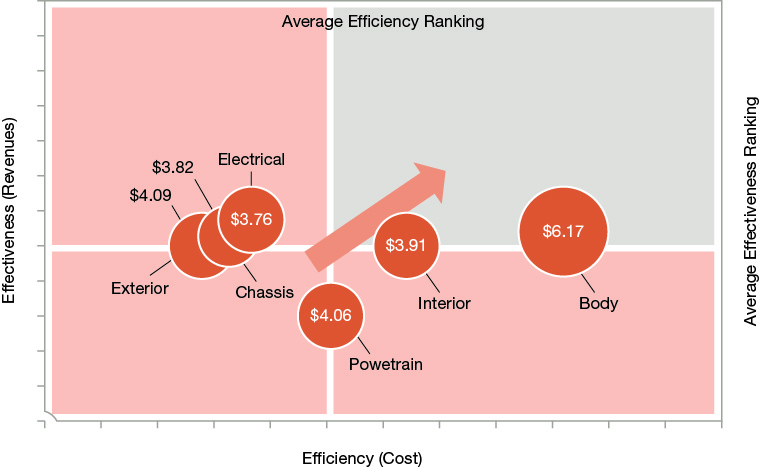 Average Efficiency Ranking
Electrical
$3.82
$4.09
$3.76
$3.91
$6.17
Exterior
Chassis
Interior
Body
$4.06
Powetrain
Efficiency (Cost)
Effectiveness (Revenues)
Average Effectiveness Ranking